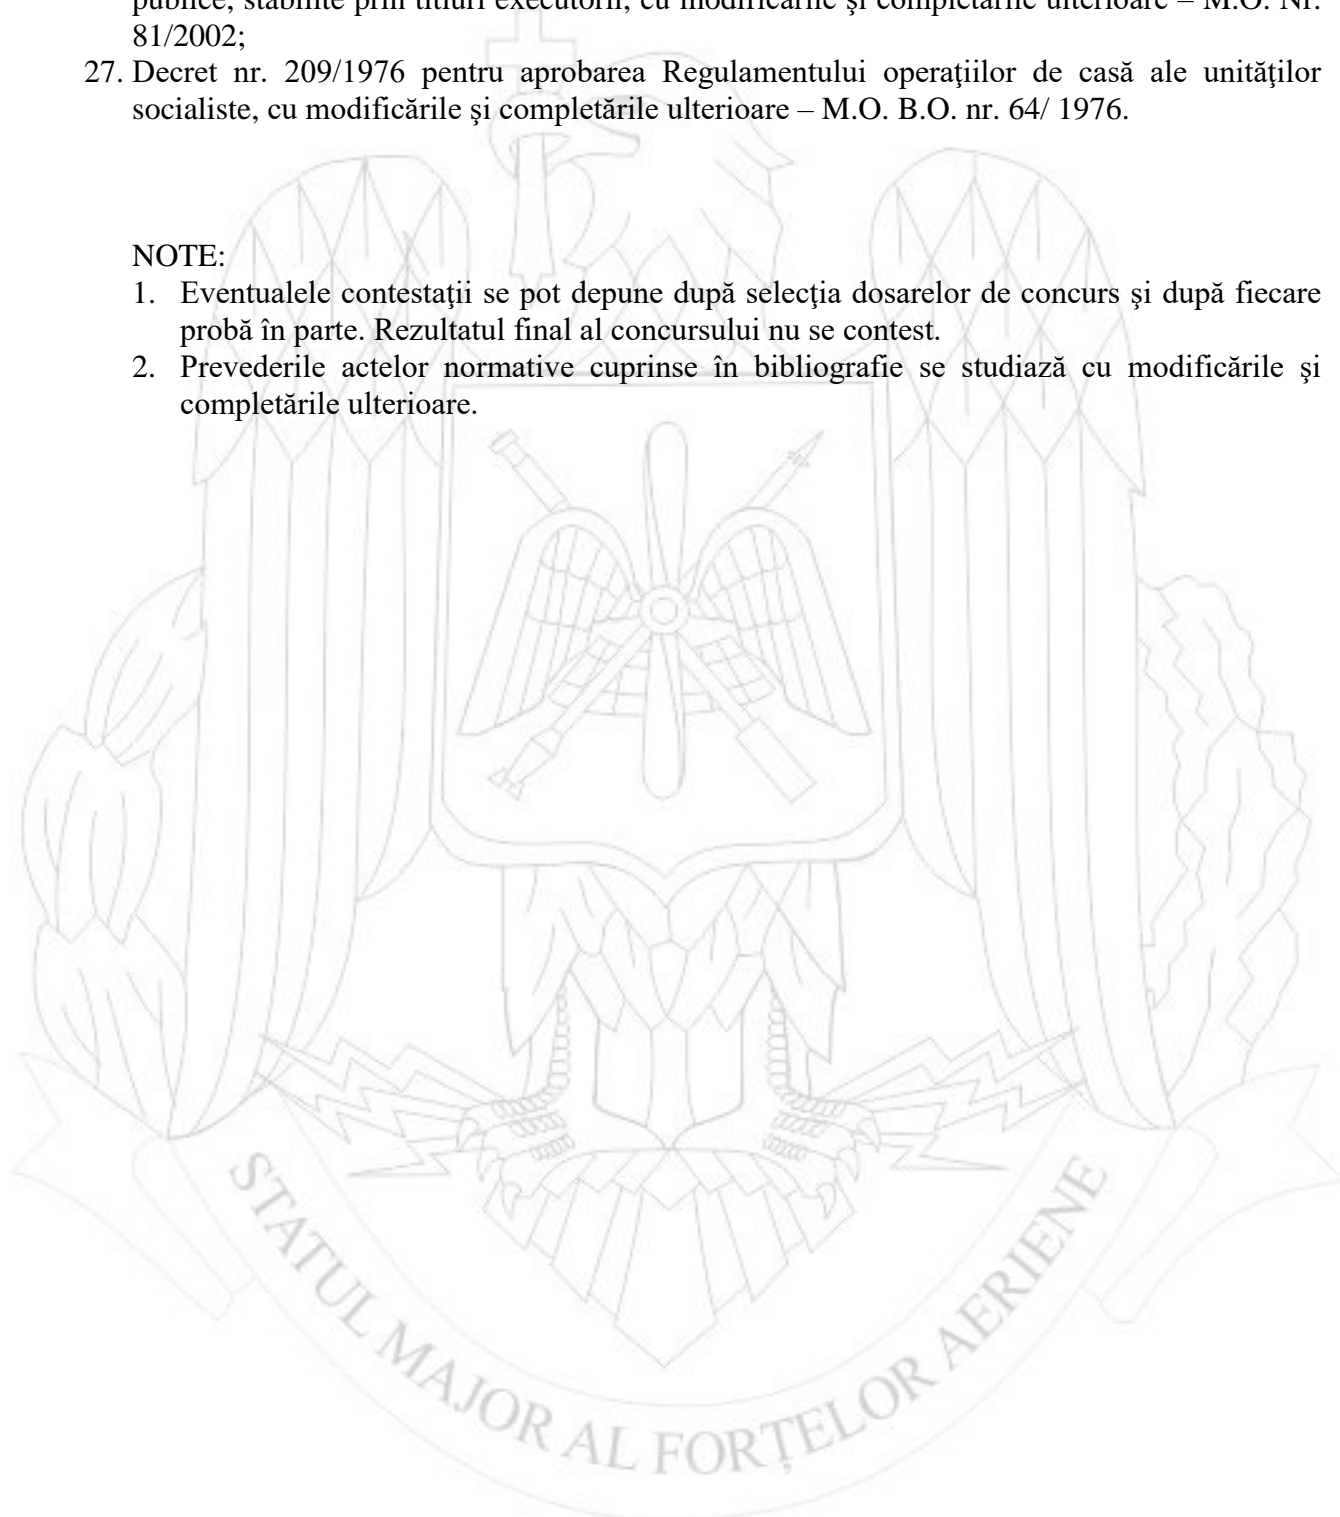 publice, stabilite prin titluri executorii, cu modificările şi completările ulterioare – M.O. Nr.
81/2002;
27. Decret nr. 209/1976 pentru aprobarea Regulamentului operaţiilor de casă ale unităţilor
socialiste, cu modificările şi completările ulterioare – M.O. B.O. nr. 64/ 1976.
NOTE:
1. Eventualele contestaţii se pot depune după selecţia dosarelor de concurs şi după fiecare
probă în parte. Rezultatul final al concursului nu se contest.
2. Prevederile actelor normative cuprinse în bibliografie se studiază cu modificările şi
completările ulterioare.
STATUL MAJOR AL FORȚELOR AERIENE